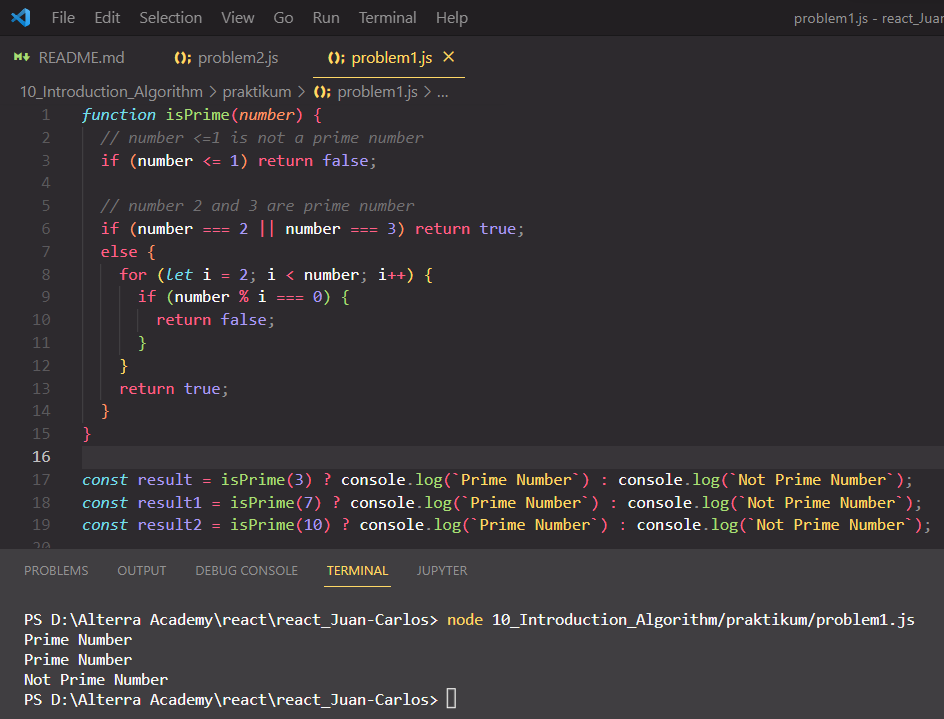 File Edit Selection View Go Run Terminal Help problem1.js - react_Juan
README.md problem2.js problem1.js
10_Introduction_Algorithm > praktikum > problem1.js > ...
1 function isPrime(number) {
2 // number <=1 is not a prime number
3 if (number <= 1) return false;
4
5 // number 2 and 3 are prime number
6 if (number === 2 || number === 3) return true;
7 else {
8 for (let i = 2; i < number; i++) {
9 if (number % i === 0) {
10 return false;
11 }
12 }
13 return true;
14 }
15 }
16
17 const result = isPrime(3) ? console.log(`Prime Number`) : console.log(`Not Prime Number`);
18 const result1 = isPrime(7) ? console.log(`Prime Number`) : console.log(`Not Prime Number`);
19 const result2 = isPrime(10) ? console.log(`Prime Number`) : console.log(`Not Prime Number`);
20
PROBLEMS OUTPUT DEBUG CONSOLE TERMINAL JUPYTER
PS D:\Alterra Academy\react\react_Juan-Carlos> node 10_Introduction_Algorithm/praktikum/problem1.js
Prime Number
Prime Number
Not Prime Number
PS D:\Alterra Academy\react\react_Juan-Carlos>